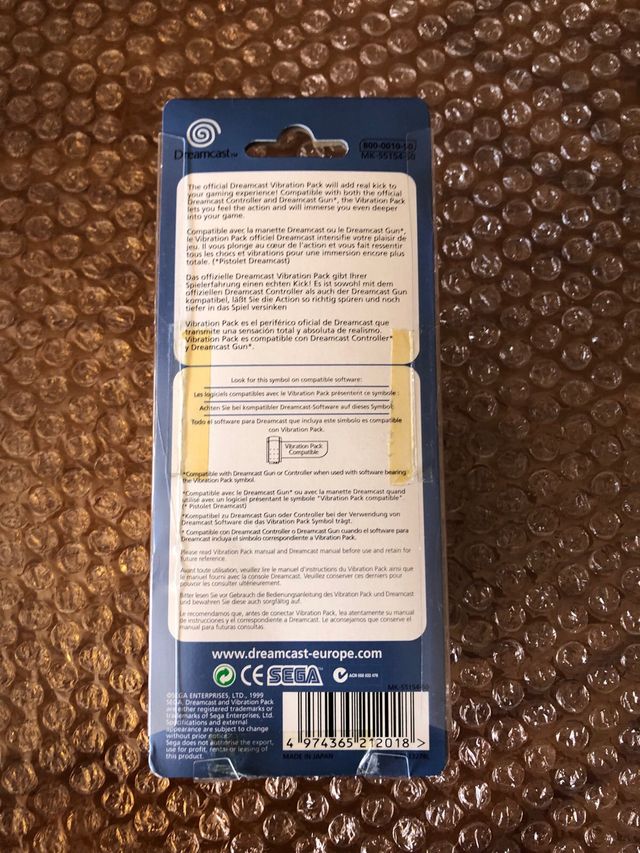 Dreamcast™
800-0010-50
MK-55154-50
The official Dreamcast Vibration Pack will add real kick to
your gaming experience! Compatible with both the official
Dreamcast Controller and Dreamcast Gun*, the Vibration Pack
lets you feel the action and will immerse you even deeper
into your game.
Compatible avec la manette Dreamcast ou le Dreamcast Gun*,
le Vibration Pack officiel Dreamcast intensifie votre plaisir de
jeu. Il vous plonge au cœur de l'action et vous fait ressentir
tous les chocs et vibrations pour une immersion encore plus
totale. (*Pistolet Dreamcast)
Das offizielle Dreamcast Vibration Pack gibt Ihrer
Spielerfahrung einen echten Kick! Es ist sowohl mit dem
offiziellen Dreamcast Controller als auch der Dreamcast Gun
kompatibel, läßt Sie die Action so richtig spüren und noch
tiefer in das Spiel versinken
Vibration Pack es el periférico oficial de Dreamcast que
transmite una sensación total y absoluta de realismo.
Vibration Pack es compatible con Dreamcast Controller*
y Dreamcast Gun*.
Look for this symbol on compatible software:
Les logiciels compatibles avec le Vibration Pack présentent ce symbole :
Achten Sie bei kompatibler Dreamcast-Software auf dieses Symbol:
Todo el software para Dreamcast que incluya este símbolo es compatible
con Vibration Pack.
Vibration Pack
Compatible
*Compatible with Dreamcast Gun or Controller when used with software bearing
the Vibration Pack symbol.
*Compatible avec le Dreamcast Gun* ou avec la manette Dreamcast quand
utilisé avec un logiciel présentant le symbole "Vibration Pack compatible".
(* Pistolet Dreamcast)
*Kompatibel zu Dreamcast Gun oder Controller bei der Verwendung von
Dreamcast Software die das Vibration Pack Symbol trägt.
* Compatible con Dreamcast Controller o Dreamcast Gun cuando el software para
Dreamcast incluya el símbolo correspondiente a Vibration Pack.
Please read Vibration Pack manual and Dreamcast manual before use and retain for
future reference.
Avant toute utilisation, veuillez lire le manuel d'instructions du Vibration Pack ainsi que
le manuel fourni avec la console Dreamcast. Veuillez conserver ces derniers pour
pouvoir les consulter ultérieurement.
Bitte lesen Sie vor Gebrauch die Bedienungsanleitung des Vibration Pack und Dreamcast
und bewahren Sie diese auch sorgfältig auf.
Le recomendamos que, antes de conectar Vibration Pack, lea atentamente su manual
de instrucciones y el correspondiente a Dreamcast. Le aconsejamos que conserve el
manual para futuras consultas.
www.dreamcast-europe.com
CE SEGA™ ACN 050 032 478
MK-55154-50
©SEGA ENTERPRISES, LTD., 1999
SEGA, Dreamcast and Vibration Pack
are either registered trademarks or
trademarks of Sega Enterprises, Ltd.
Specifications and external
appearance are subject to change
without prior notice.
Sega does not authorise the export,
use for profit, rental or leasing of
this product.
4 974365 212018 >
MADE IN JAPAN